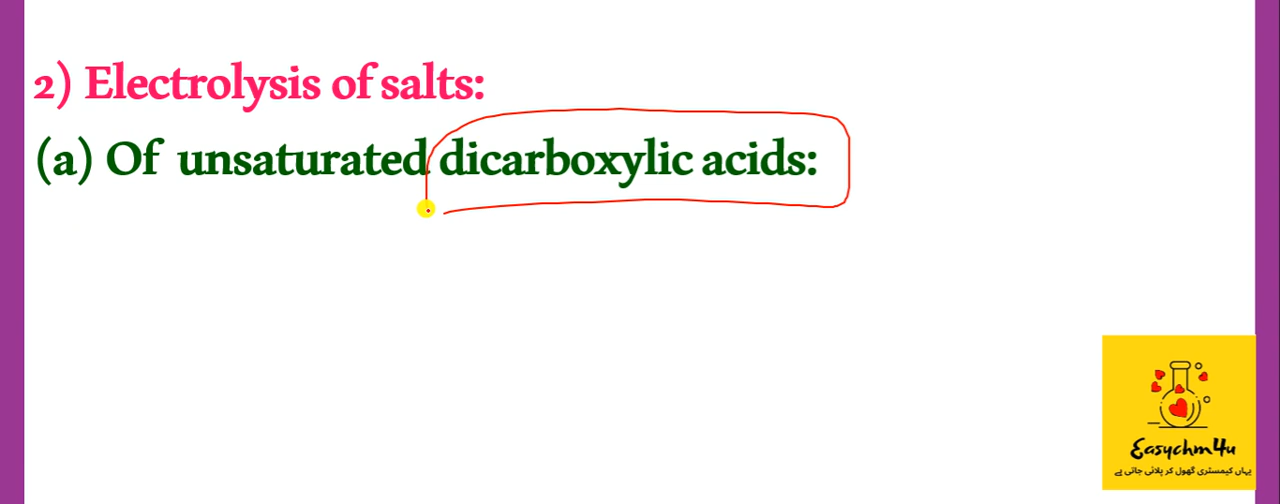 2) Electrolysis of salts:
(a) Of unsaturated dicarboxylic acids:
Easychm4u
یہاں کیمسٹری گھول کر پلائی جاتی ہے